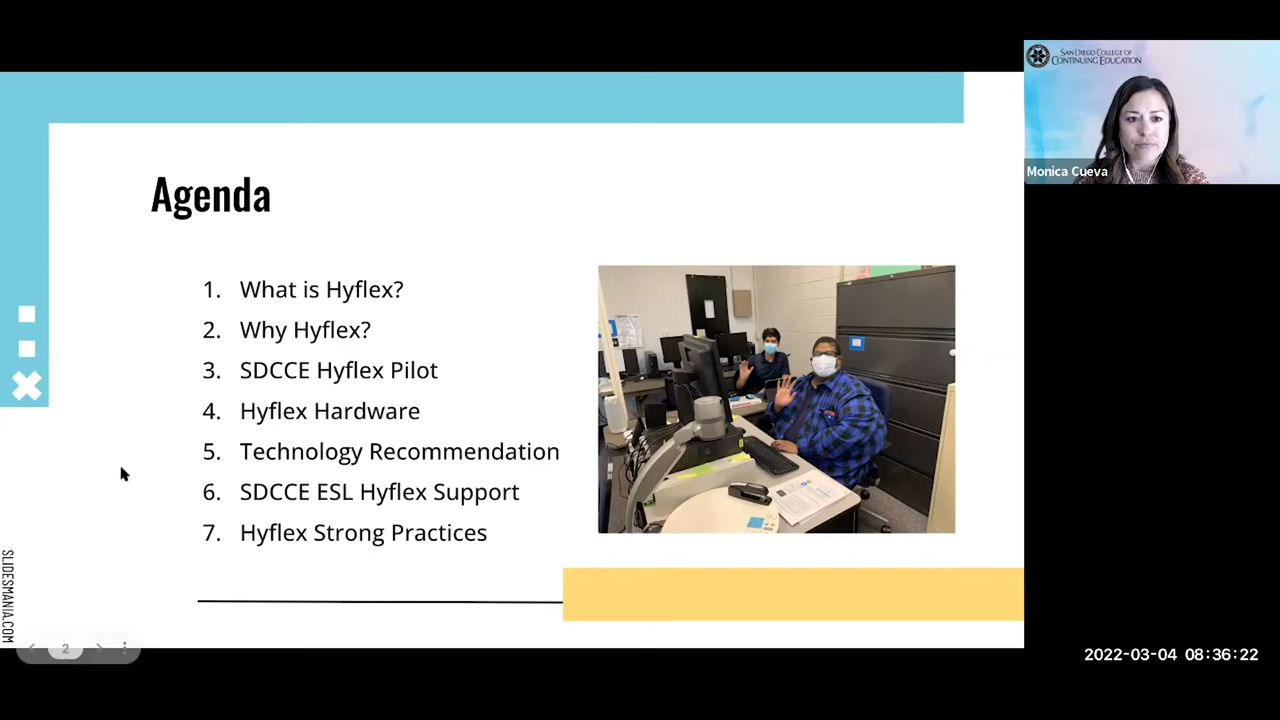 SAN DIEGO COLLEGE OF
CONTINUING EDUCATION
Monica Cueva
Agenda
1. What is Hyflex?
2. Why Hyflex?
3. SDCCE Hyflex Pilot
4. Hyflex Hardware
5. Technology Recommendation
6. SDCCE ESL Hyflex Support
7. Hyflex Strong Practices
SLIDESMANIA.COM
2
2022-03-04 08:36:22